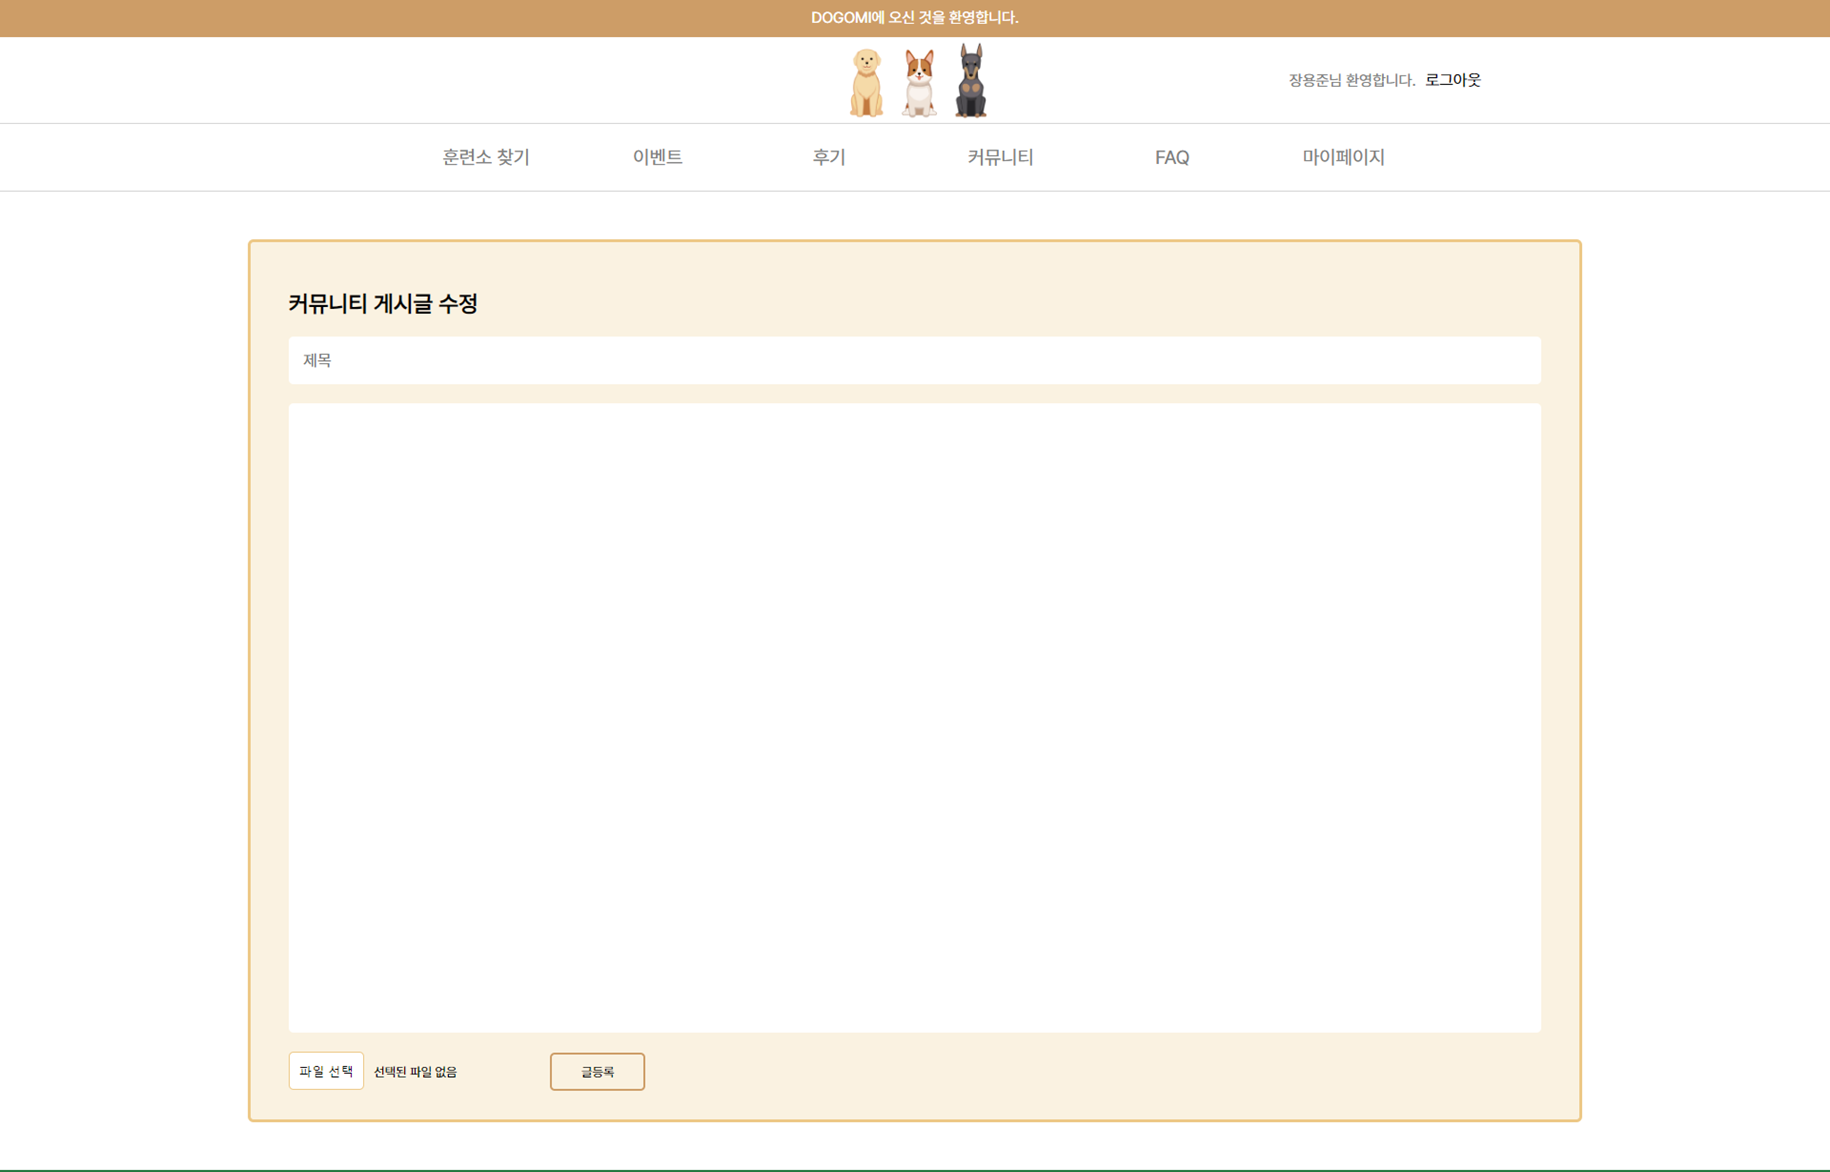 DOGOMI에 오신 것을 환영합니다.
장용준님 환영합니다. 로그아웃
훈련소 찾기 이벤트 후기 커뮤니티 FAQ 마이페이지
커뮤니티 게시글 수정
제목
파일 선택 선택된 파일 없음 글등록